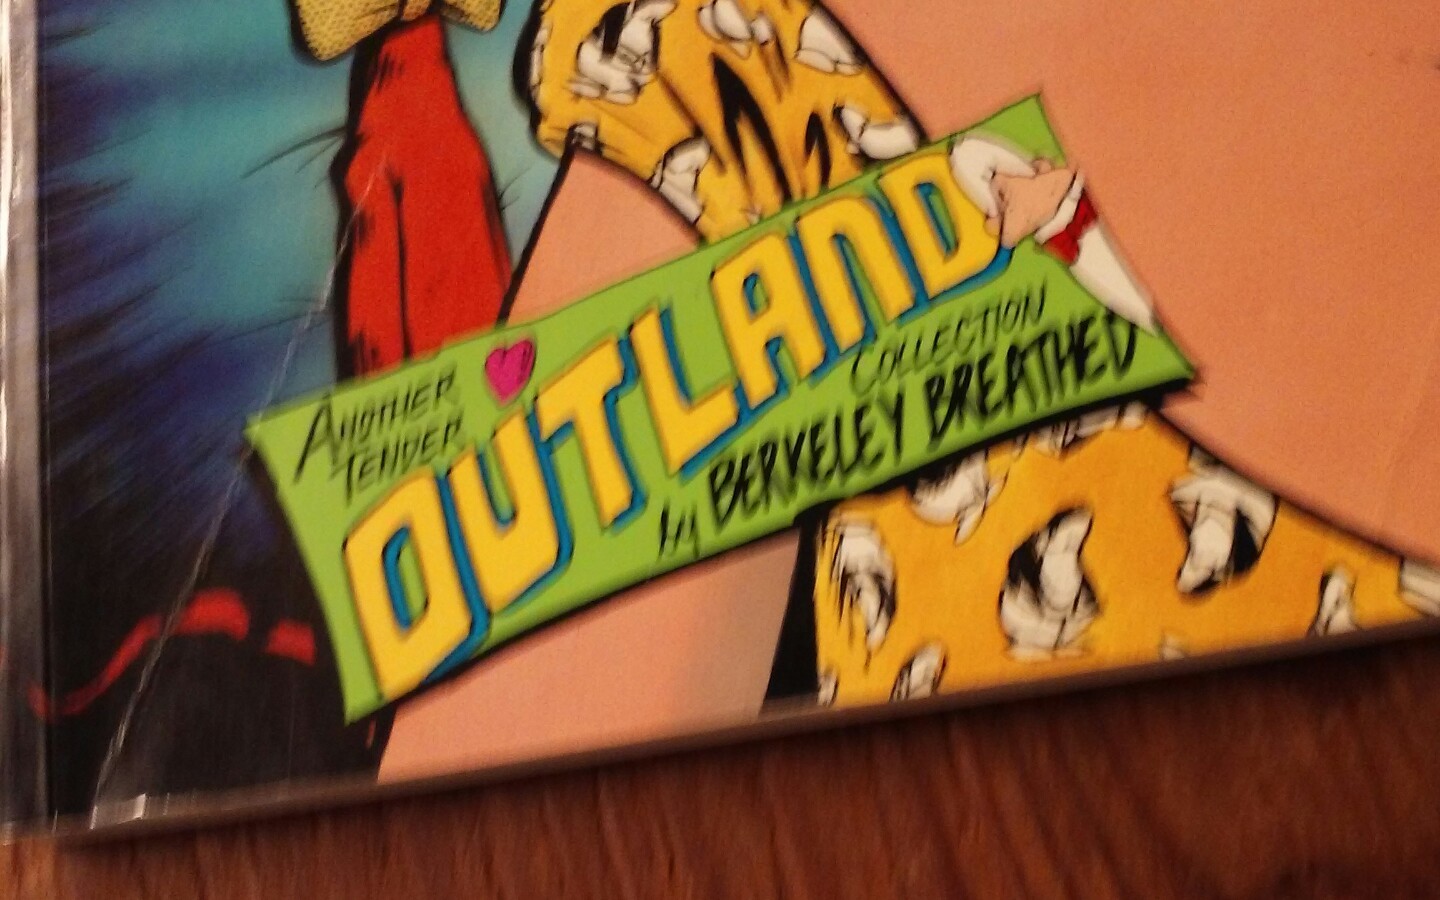 ANOTHER
TENDER
OUTLAND
COLLECTION
by BERKELEY BREATHED